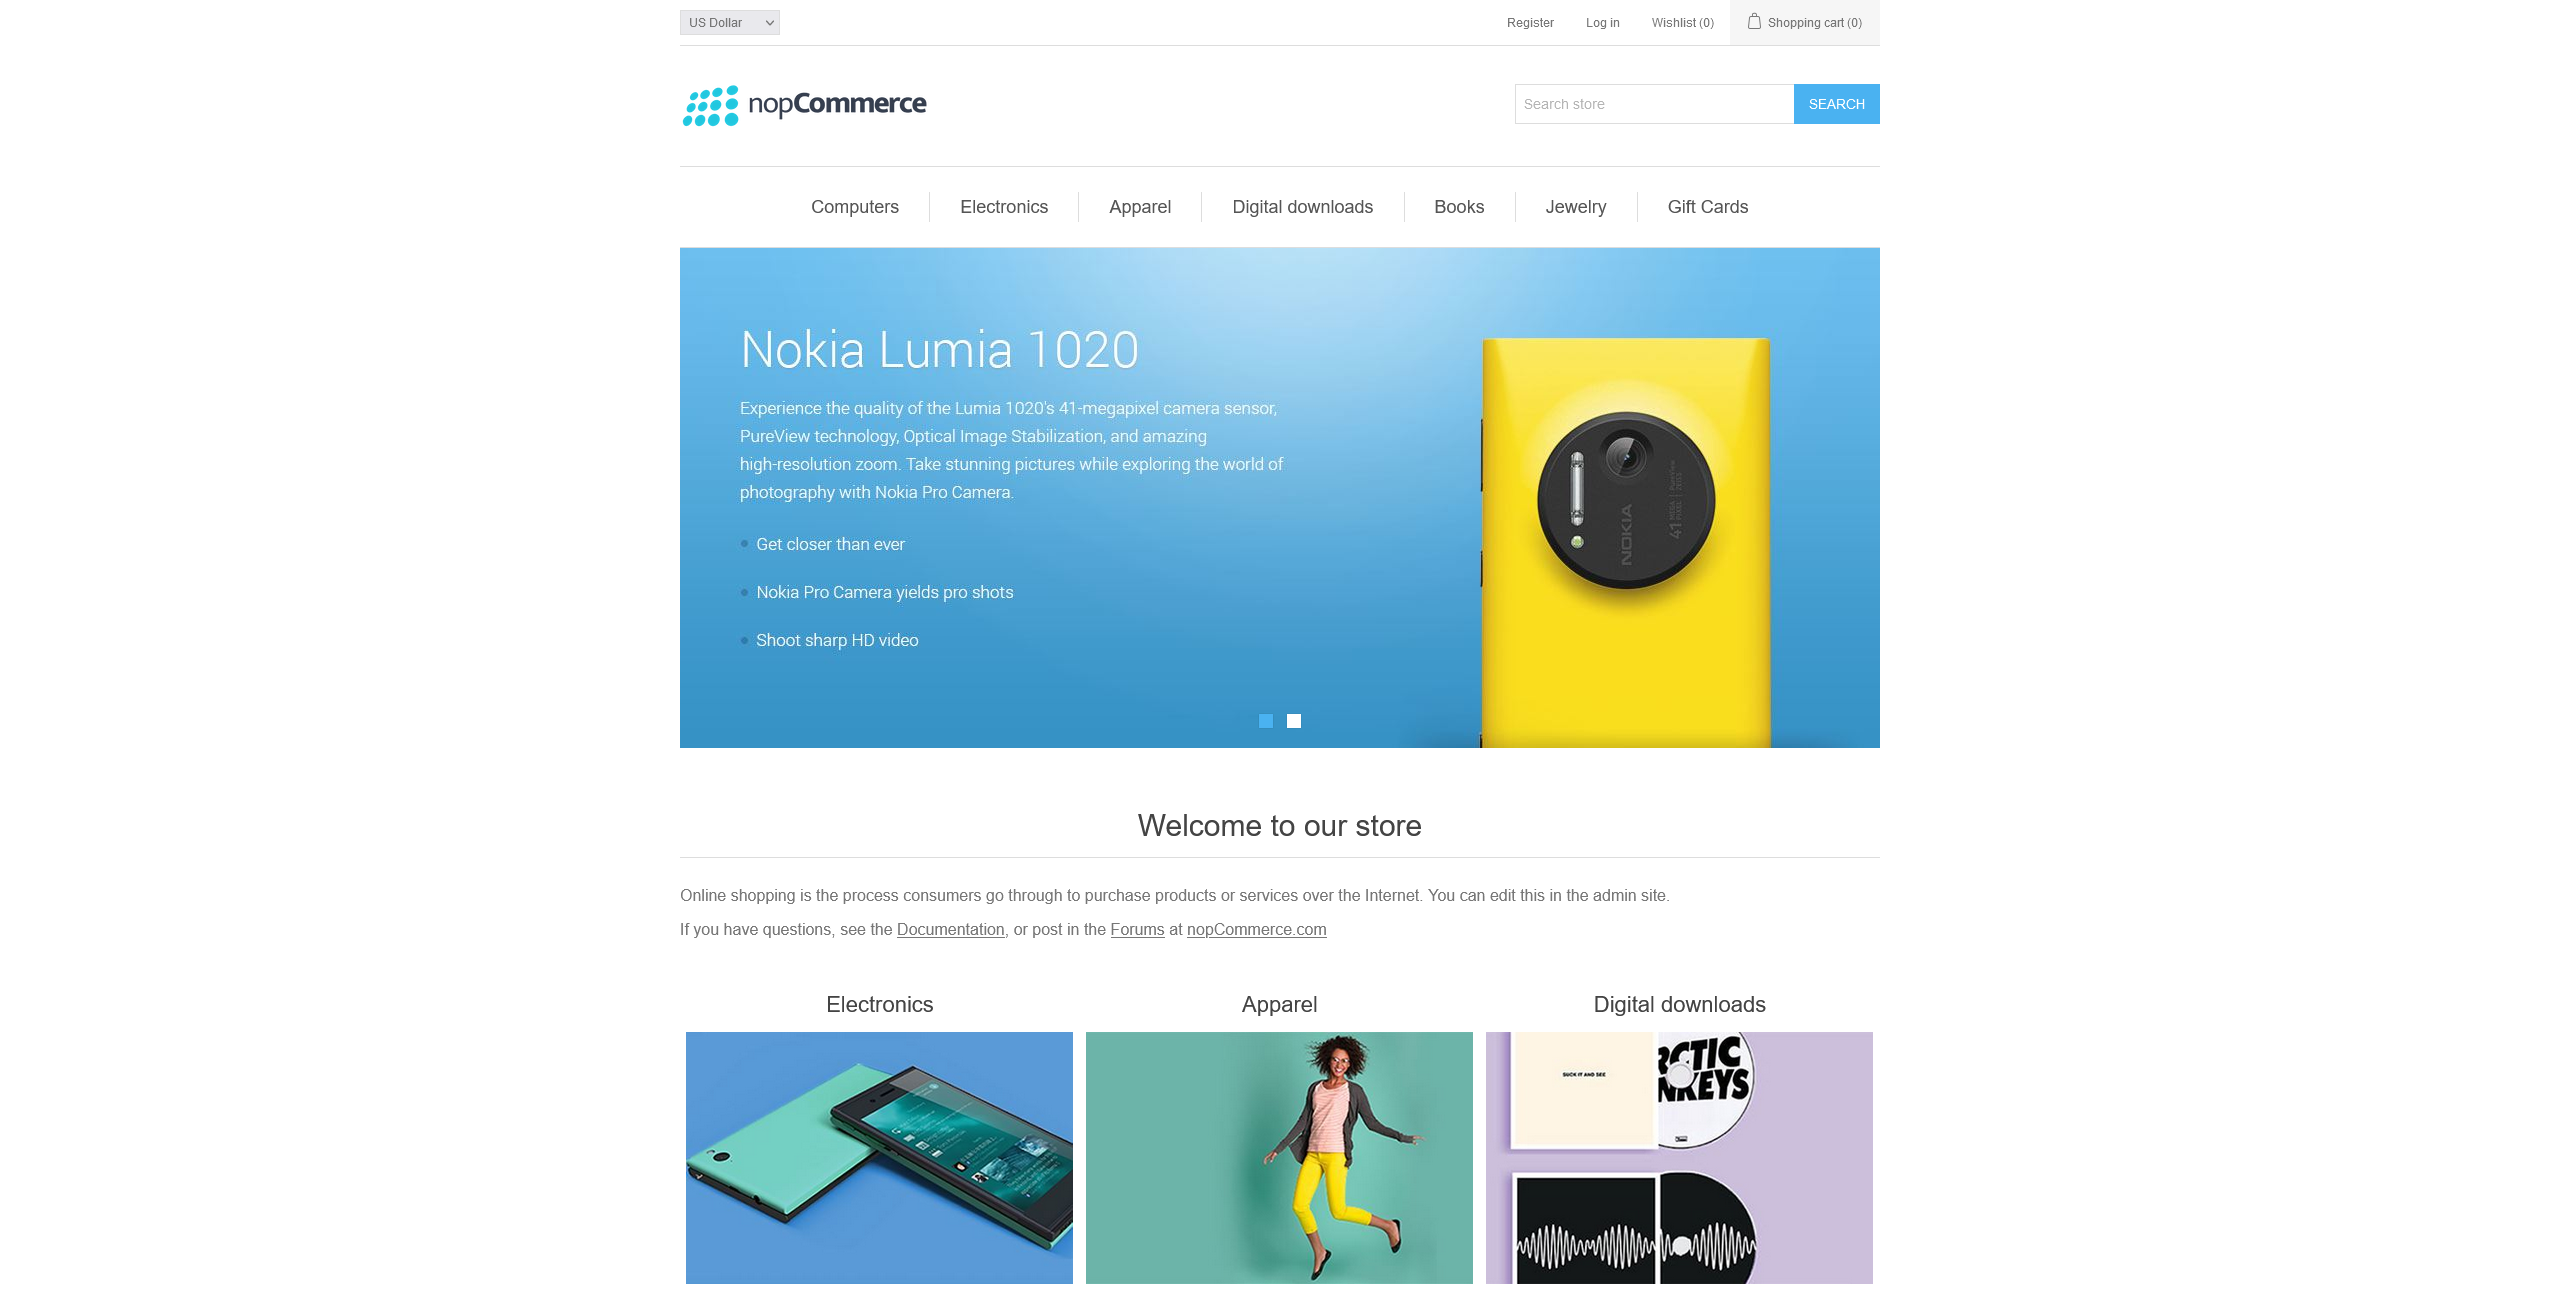 US Dollar
Register
Log in
Wishlist (0)
Shopping cart (0)
nopCommerce
Search store
SEARCH
Computers
Electronics
Apparel
Digital downloads
Books
Jewelry
Gift Cards
Nokia Lumia 1020
Experience the quality of the Lumia 1020's 41-megapixel camera sensor,
PureView technology, Optical Image Stabilization, and amazing
high-resolution zoom. Take stunning pictures while exploring the world of
photography with Nokia Pro Camera.
Get closer than ever
Nokia Pro Camera yields pro shots
Shoot sharp HD video
NOKIA
41 MEGA PIXEL
PureView
ZEISS
Welcome to our store
Online shopping is the process consumers go through to purchase products or services over the Internet. You can edit this in the admin site.
If you have questions, see the Documentation, or post in the Forums at nopCommerce.com
Electronics
Apparel
Digital downloads
SUCK IT AND SEE
RCTIC
NKEYS